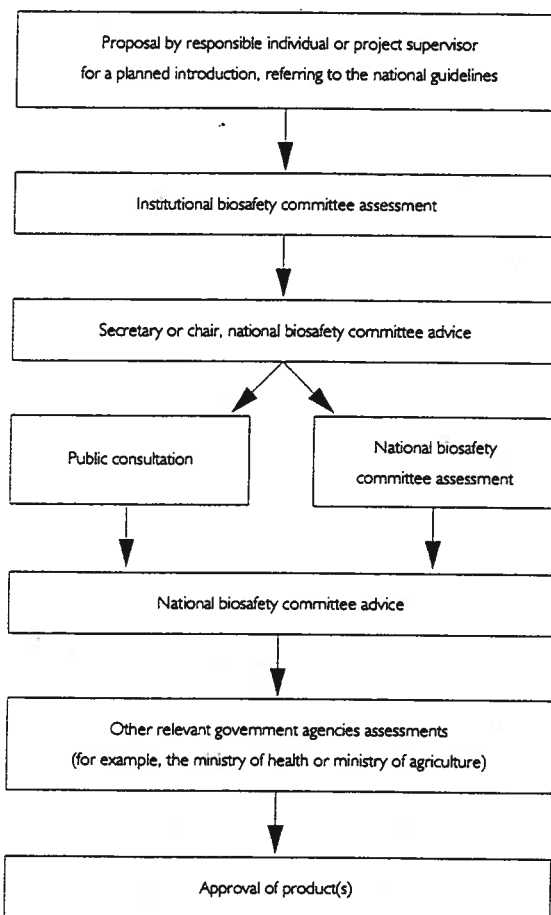 Proposal by responsible individual or project supervisor
for a planned introduction, referring to the national guidelines
Institutional biosafety committee assessment
Secretary or chair, national biosafety committee advice
Public consultation
National biosafety
committee assessment
National biosafety committee advice
Other relevant government agencies assessments
(for example, the ministry of health or ministry of agriculture)
Approval of product(s)